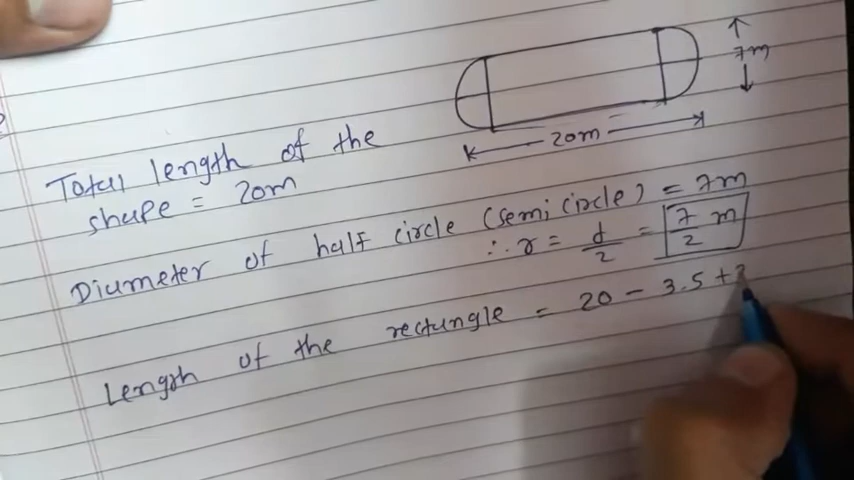 7m
20m
Total length of the
shape = 20m
Diameter of half circle (semi circle) = 7m
∴ r = d/2 = 7/2 m
Length of the rectangle = 20 - 3.5 +